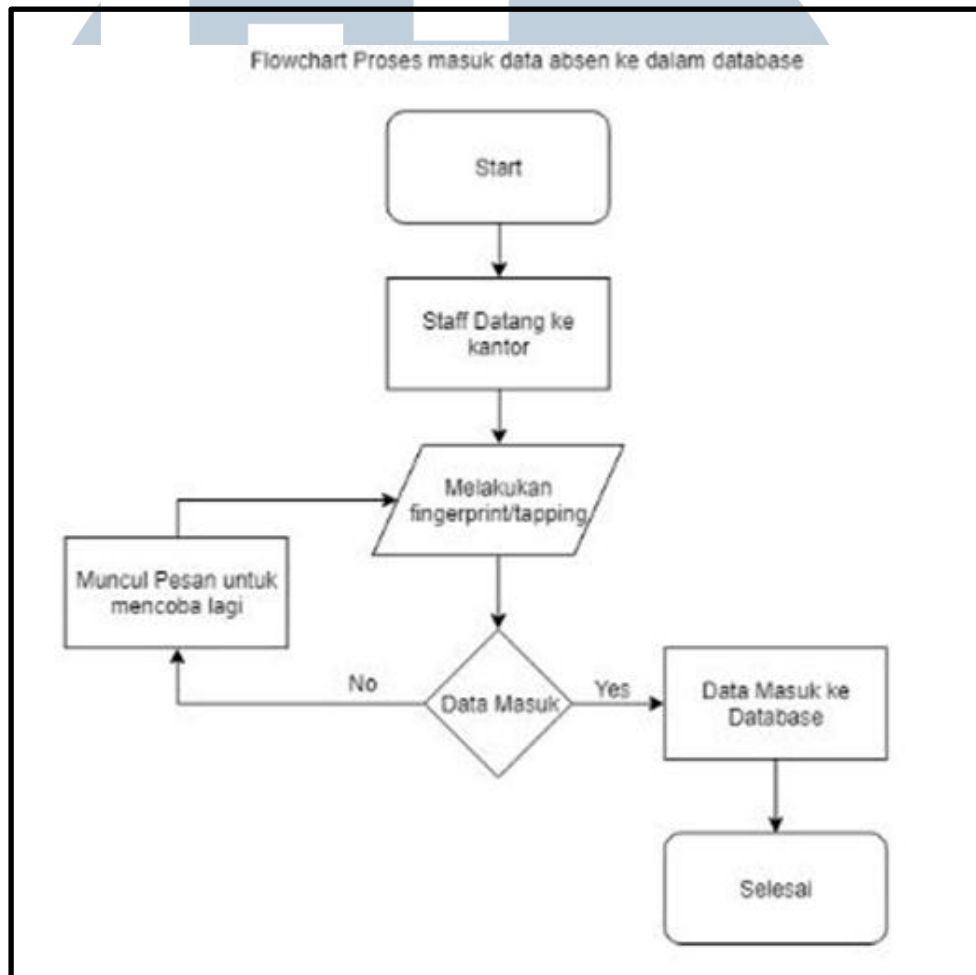 Flowchart Proses masuk data absen ke dalam database
Start
Staff Datang ke
kantor
Melakukan
fingerprint/tapping
Muncul Pesan untuk
mencoba lagi
No
Data Masuk
Yes
Data Masuk ke
Database
Selesai